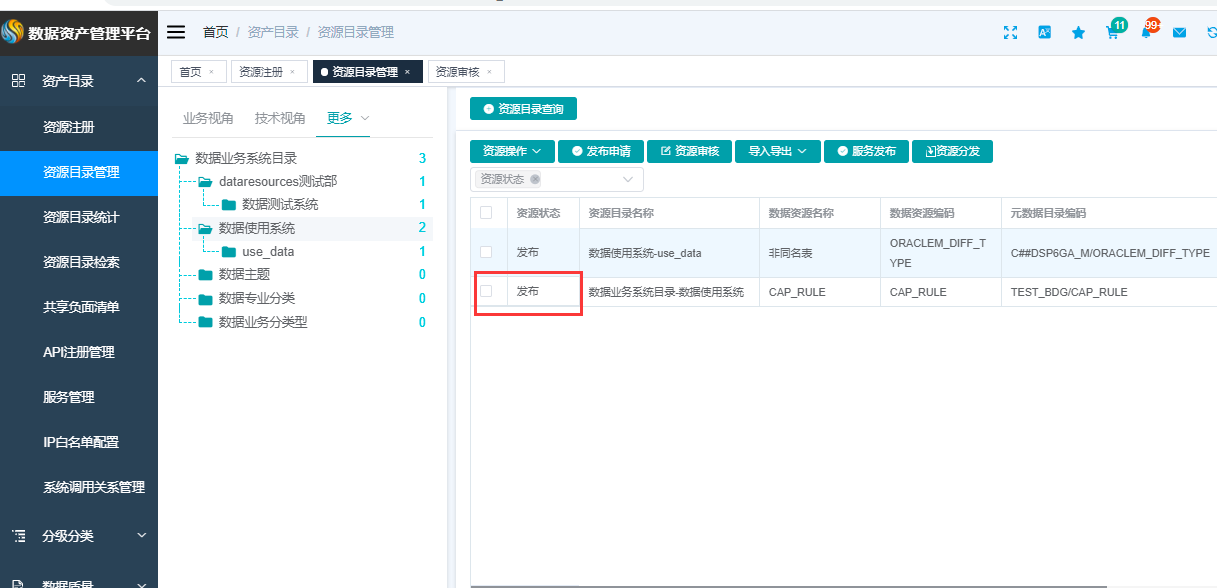 数据资产管理平台
首页 / 资产目录 / 资源目录管理
11
99+
首页 ×
资源注册 ×
资源目录管理 ×
资源审核 ×
资产目录
资源注册
资源目录管理
资源目录统计
资源目录检索
共享负面清单
API注册管理
服务管理
IP白名单配置
系统调用关系管理
分级分类
数据质量
业务视角 技术视角 更多
数据业务系统目录 3
dataresources测试部 1
数据测试系统 1
数据使用系统 2
use_data 1
数据主题 0
数据专业分类 0
数据业务分类型 0
资源目录查询
资源操作 发布申请 资源审核 导入导出 服务发布 资源分发
资源状态
资源状态 资源目录名称 数据资源名称 数据资源编码 元数据目录编码
发布 数据使用系统-use_data 非同名表 ORACLEM_DIFF_T
YPE
C##DSP6GA_M/ORACLEM_DIFF_TYPE
发布 数据业务系统目录-数据使用系统 CAP_RULE CAP_RULE TEST_BDG/CAP_RULE